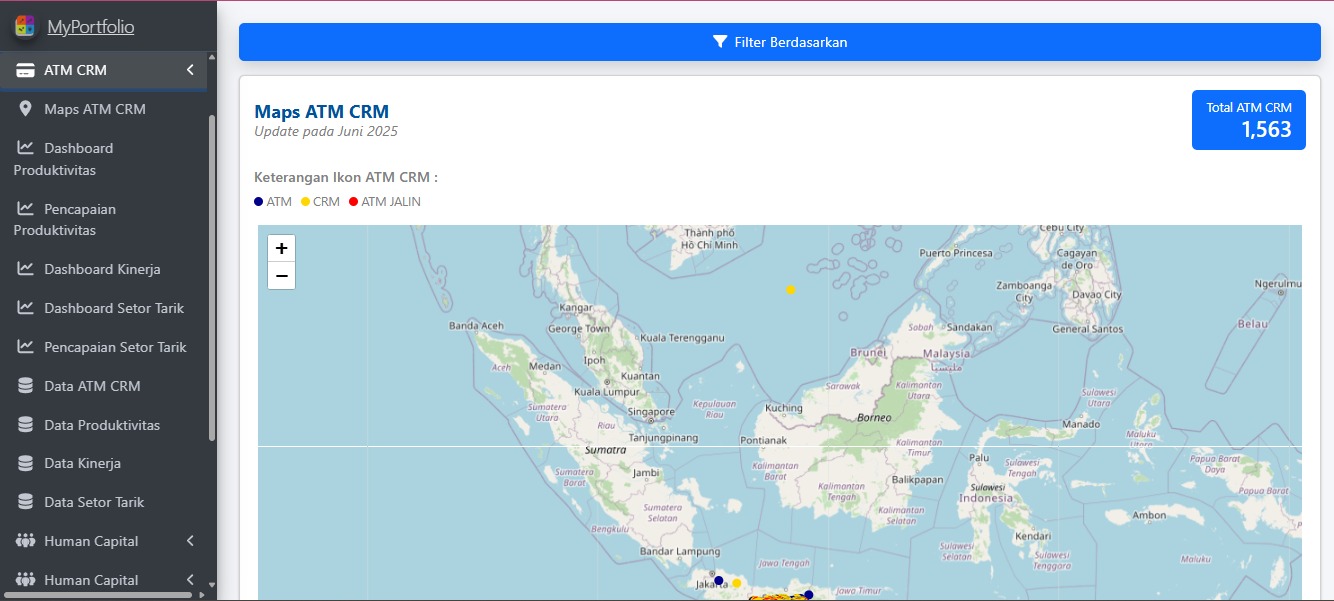 MyPortfolio
ATM CRM
Maps ATM CRM
Dashboard
Produktivitas
Pencapaian
Produktivitas
Dashboard Kinerja
Dashboard Setor Tarik
Pencapaian Setor Tarik
Data ATM CRM
Data Produktivitas
Data Kinerja
Data Setor Tarik
Human Capital
Human Capital
Filter Berdasarkan
Maps ATM CRM
Update pada Juni 2025
Total ATM CRM
1,563
Keterangan Ikon ATM CRM :
ATM CRM ATM JALIN
+
−
Thành phố
Hồ Chí Minh
Cebu City
Puerto Princesa
Cagayan
de Oro
Zamboanga
City
Davao City
Ngerulmu
General Santos
Belau
Banda Aceh
Kangar
George Town
Kuala Terengganu
Sabah
Sandakan
Brunei
Malaysia
مليسيا
Aceh
Medan
Ipoh
Kuantan
Kuala Lumpur
Sarawak
Kalimantan
Utara
Sumatera
Utara
Riau
Singapore
Kepulauan
Riau
Kuching
Borneo
Sulawesi
Utara
Manado
Maluku
Utara
Tanjungpinang
Pontianak
Sumatra
Kalimantan
Timur
Palu
Sulawesi
Tengah
Papua Barat
Daya
Papua Barat
Sumatera
Barat
Jambi
Kalimantan
Barat
Kalimantan
Tengah
Balikpapan
Sulawesi
Indonesia
Sumatera
Selatan
Kalimantan
Selatan
Bengkulu
Ambon
Kendari
Bandar Lampung
Sulawesi
Selatan
Sulawesi
Tenggara
Maluku
Jawa Tengah
Jakarta
Jawa Timur